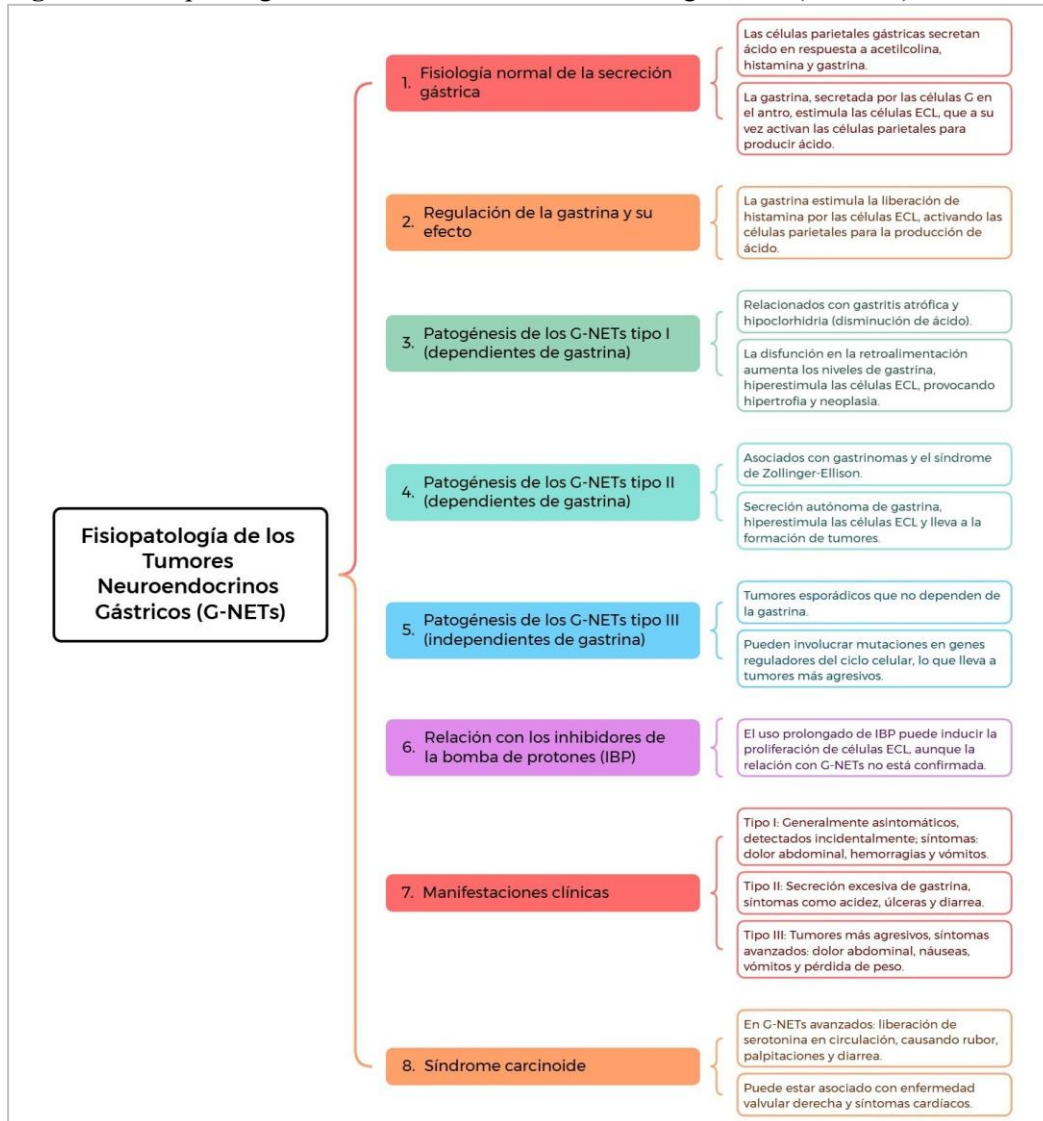 Fisiopatología de los
Tumores
Neuroendocrinos
Gástricos (G-NETs)
1. Fisiología normal de la secreción
gástrica
Las células parietales gástricas secretan
ácido en respuesta a acetilcolina,
histamina y gastrina.
La gastrina, secretada por las células G en
el antro, estimula las células ECL, que a su
vez activan las células parietales para
producir ácido.
2. Regulación de la gastrina y su
efecto
La gastrina estimula la liberación de
histamina por las células ECL, activando las
células parietales para la producción de
ácido.
3. Patogénesis de los G-NETs tipo I
(dependientes de gastrina)
Relacionados con gastritis atrófica y
hipoclorhidria (disminución de ácido).
La disfunción en la retroalimentación
aumenta los niveles de gastrina,
hiperestimula las células ECL, provocando
hipertrofia y neoplasia.
4. Patogénesis de los G-NETs tipo II
(dependientes de gastrina)
Asociados con gastrinomas y el síndrome
de Zollinger-Ellison.
Secreción autónoma de gastrina,
hiperestimula las células ECL y lleva a la
formación de tumores.
5. Patogénesis de los G-NETs tipo III
(independientes de gastrina)
Tumores esporádicos que no dependen de
la gastrina.
Pueden involucrar mutaciones en genes
reguladores del ciclo celular, lo que lleva a
tumores más agresivos.
6. Relación con los inhibidores de
la bomba de protones (IBP)
El uso prolongado de IBP puede inducir la
proliferación de células ECL, aunque la
relación con G-NETs no está confirmada.
7. Manifestaciones clínicas
Tipo I: Generalmente asintomáticos,
detectados incidentalmente; síntomas:
dolor abdominal, hemorragias y vómitos.
Tipo II: Secreción excesiva de gastrina,
síntomas como acidez, úlceras y diarrea.
Tipo III: Tumores más agresivos, síntomas
avanzados: dolor abdominal, náuseas,
vómitos y pérdida de peso.
8. Síndrome carcinoide
En G-NETs avanzados: liberación de
serotonina en circulación, causando rubor,
palpitaciones y diarrea.
Puede estar asociado con enfermedad
valvular derecha y síntomas cardíacos.